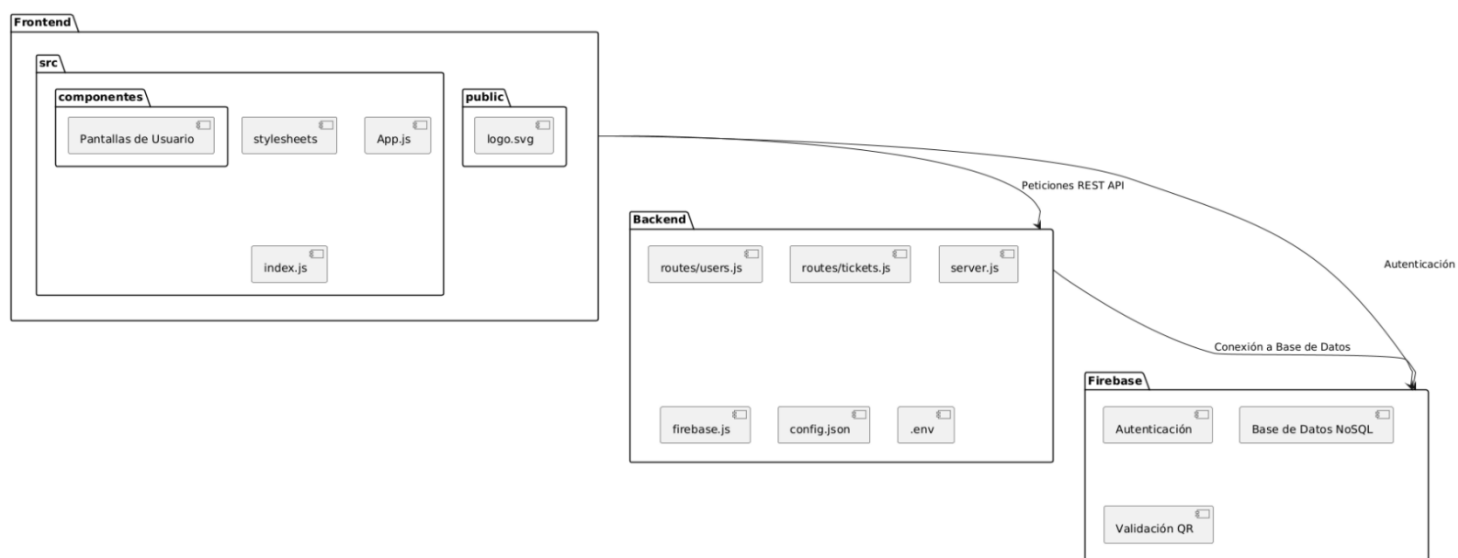 Frontend
src
componentes
public
Pantallas de Usuario
stylesheets
App.js
logo.svg
index.js
Peticiones REST API
Backend
routes/users.js
routes/tickets.js
server.js
firebase.js
config.json
.env
Autenticación
Conexión a Base de Datos
Firebase
Autenticación
Base de Datos NoSQL
Validación QR